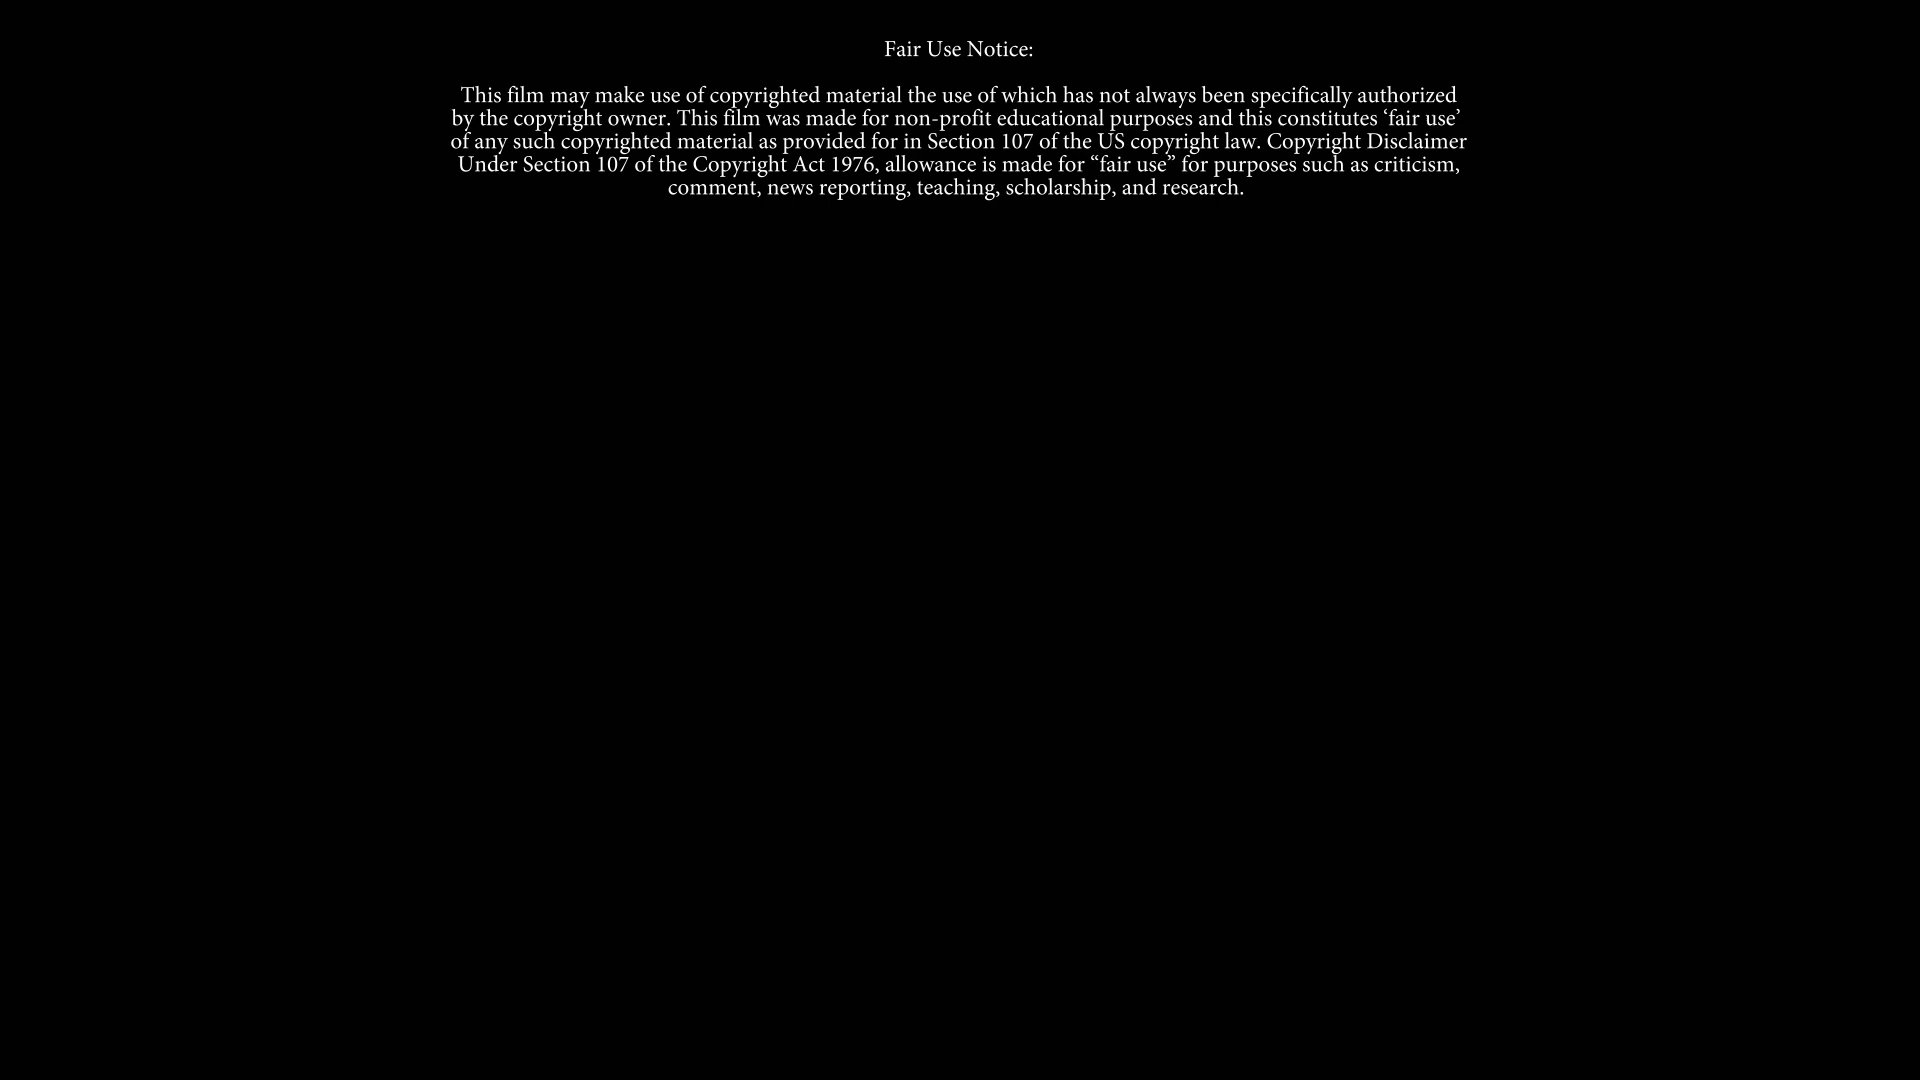 Fair Use Notice:
This film may make use of copyrighted material the use of which has not always been specifically authorized
by the copyright owner. This film was made for non-profit educational purposes and this constitutes ‘fair use’
of any such copyrighted material as provided for in Section 107 of the US copyright law. Copyright Disclaimer
Under Section 107 of the Copyright Act 1976, allowance is made for “fair use” for purposes such as criticism,
comment, news reporting, teaching, scholarship, and research.